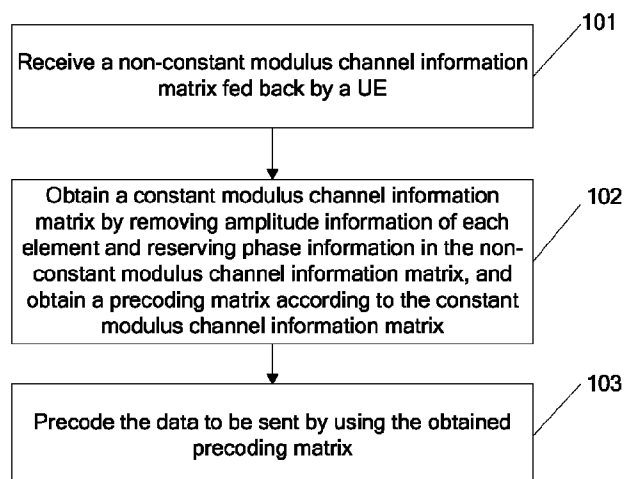 101
Receive a non-constant modulus channel information
matrix fed back by a UE
102
Obtain a constant modulus channel information
matrix by removing amplitude information of each
element and reserving phase information in the non-
constant modulus channel information matrix, and
obtain a precoding matrix according to the constant
modulus channel information matrix
103
Precode the data to be sent by using the obtained
precoding matrix